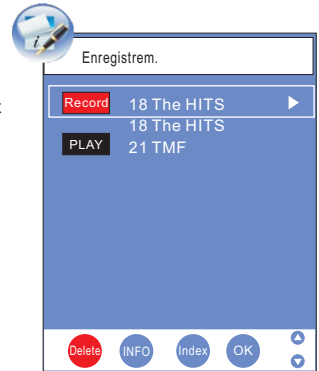 Enregistrem.
Record 18 The HITS
18 The HITS
PLAY 21 TMF
Delete INFO Index OK